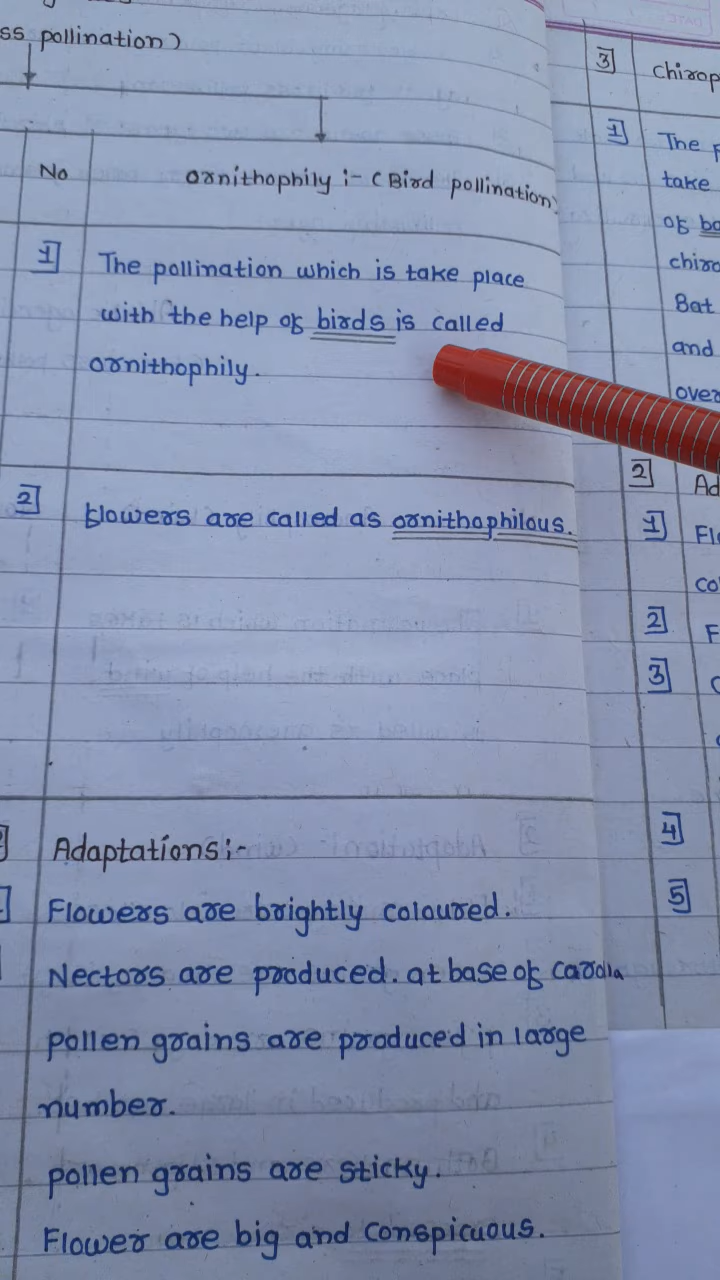 ss pollination)
No
ornithophily :- (Bird pollination)
1
The pollination which is take place
with the help of birds is called
ornithophily.
2
flowers are called as ornithophilous.
Adaptations :-
Flowers are brightly coloured.
Nectors are produced. at base of carolla
pollen grains are produced in large
number.
pollen grains are sticky.
Flower are big and conspicuous.
3
chirop
1
The p
take
of ba
chiro
Bat
and
over
2
Ad
1
Flo
co
2
F
3
4
5